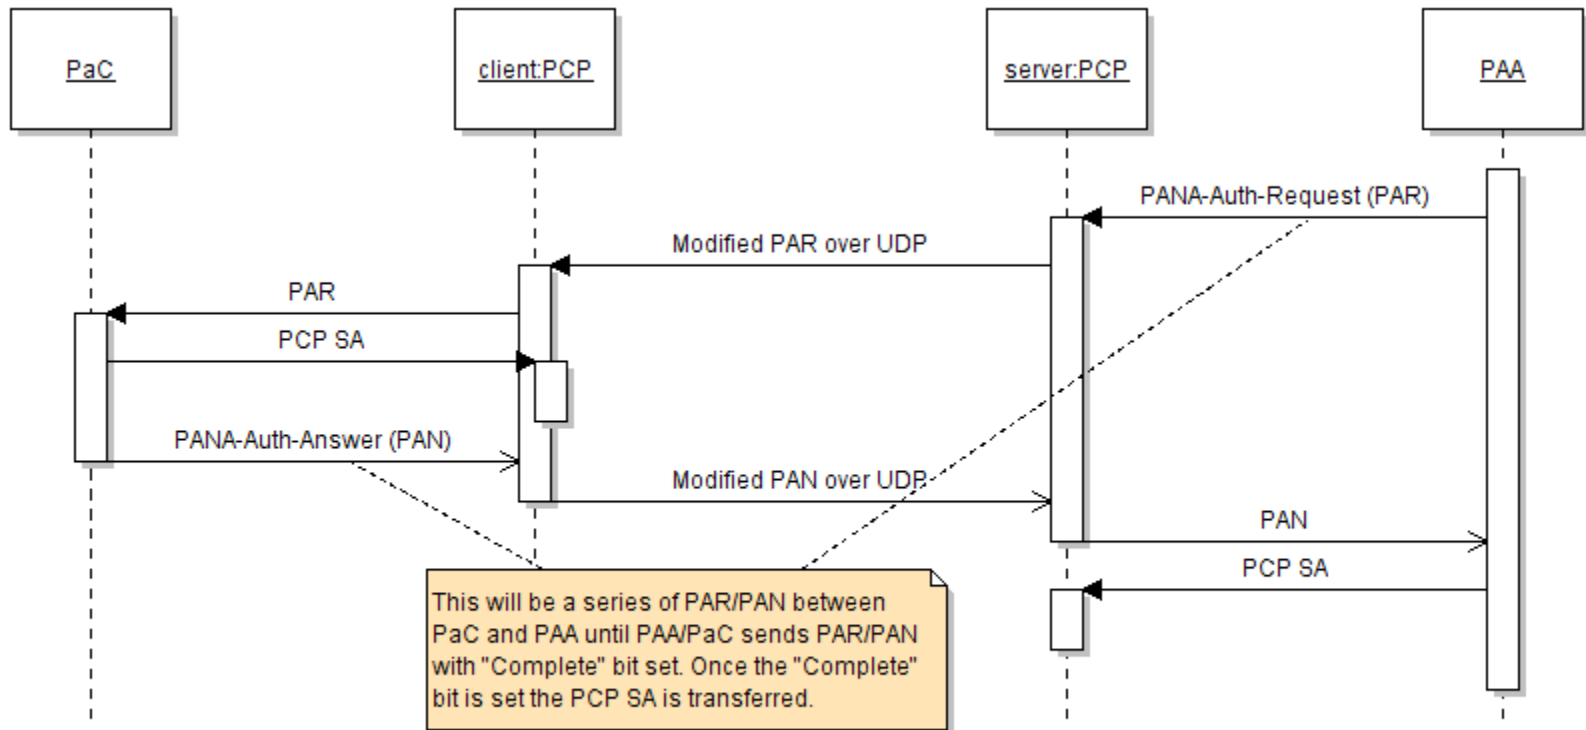 PaC
client:PCP
server:PCP
PAA
PANA-Auth-Request (PAR)
Modified PAR over UDP
PAR
PCP SA
PANA-Auth-Answer (PAN)
Modified PAN over UDP
PAN
PCP SA
This will be a series of PAR/PAN between
PaC and PAA until PAA/PaC sends PAR/PAN
with "Complete" bit set. Once the "Complete"
bit is set the PCP SA is transferred.